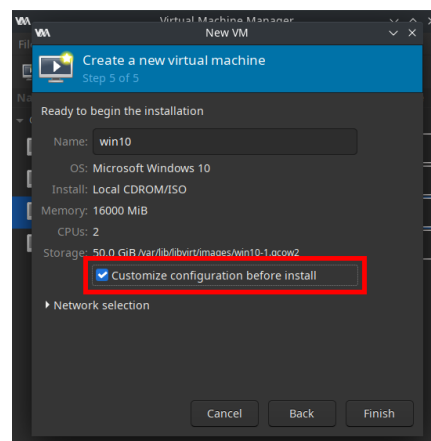 Virtual Machine Manager
New VM
Create a new virtual machine
Step 5 of 5
Ready to begin the installation
Name: win10
OS: Microsoft Windows 10
Install: Local CDROM/ISO
Memory: 16000 MiB
CPUs: 2
Storage: 50.0 GiB /var/lib/libvirt/images/win10-1.qcow2
Customize configuration before install
Network selection
Cancel Back Finish